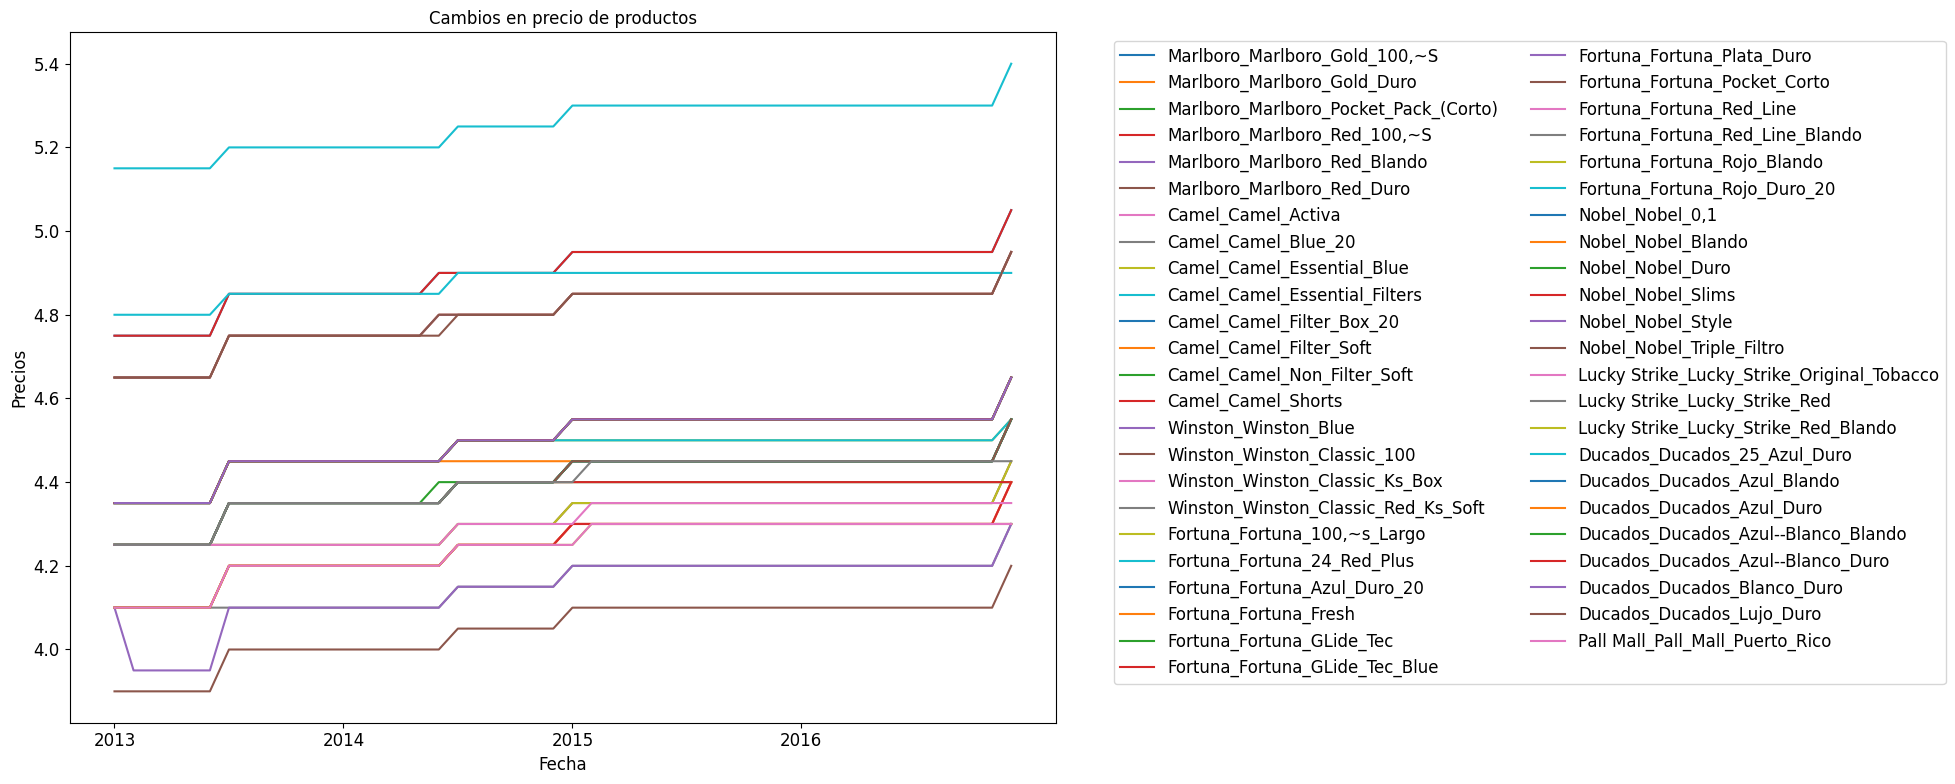 Cambios en precio de productos
Precios
5.4
5.2
5.0
4.8
4.6
4.4
4.2
4.0
2013
2014
2015
2016
Fecha
Marlboro_Marlboro_Gold_100,~S
Marlboro_Marlboro_Gold_Duro
Marlboro_Marlboro_Pocket_Pack_(Corto)
Marlboro_Marlboro_Red_100,~S
Marlboro_Marlboro_Red_Blando
Marlboro_Marlboro_Red_Duro
Camel_Camel_Activa
Camel_Camel_Blue_20
Camel_Camel_Essential_Blue
Camel_Camel_Essential_Filters
Camel_Camel_Filter_Box_20
Camel_Camel_Filter_Soft
Camel_Camel_Non_Filter_Soft
Camel_Camel_Shorts
Winston_Winston_Blue
Winston_Winston_Classic_100
Winston_Winston_Classic_Ks_Box
Winston_Winston_Classic_Red_Ks_Soft
Fortuna_Fortuna_100,~s_Largo
Fortuna_Fortuna_24_Red_Plus
Fortuna_Fortuna_Azul_Duro_20
Fortuna_Fortuna_Fresh
Fortuna_Fortuna_GLide_Tec
Fortuna_Fortuna_GLide_Tec_Blue
Fortuna_Fortuna_Plata_Duro
Fortuna_Fortuna_Pocket_Corto
Fortuna_Fortuna_Red_Line
Fortuna_Fortuna_Red_Line_Blando
Fortuna_Fortuna_Rojo_Blando
Fortuna_Fortuna_Rojo_Duro_20
Nobel_Nobel_0,1
Nobel_Nobel_Blando
Nobel_Nobel_Duro
Nobel_Nobel_Slims
Nobel_Nobel_Style
Nobel_Nobel_Triple_Filtro
Lucky Strike_Lucky_Strike_Original_Tobacco
Lucky Strike_Lucky_Strike_Red
Lucky Strike_Lucky_Strike_Red_Blando
Ducados_Ducados_25_Azul_Duro
Ducados_Ducados_Azul_Blando
Ducados_Ducados_Azul_Duro
Ducados_Ducados_Azul--Blanco_Blando
Ducados_Ducados_Azul--Blanco_Duro
Ducados_Ducados_Blanco_Duro
Ducados_Ducados_Lujo_Duro
Pall Mall_Pall_Mall_Puerto_Rico